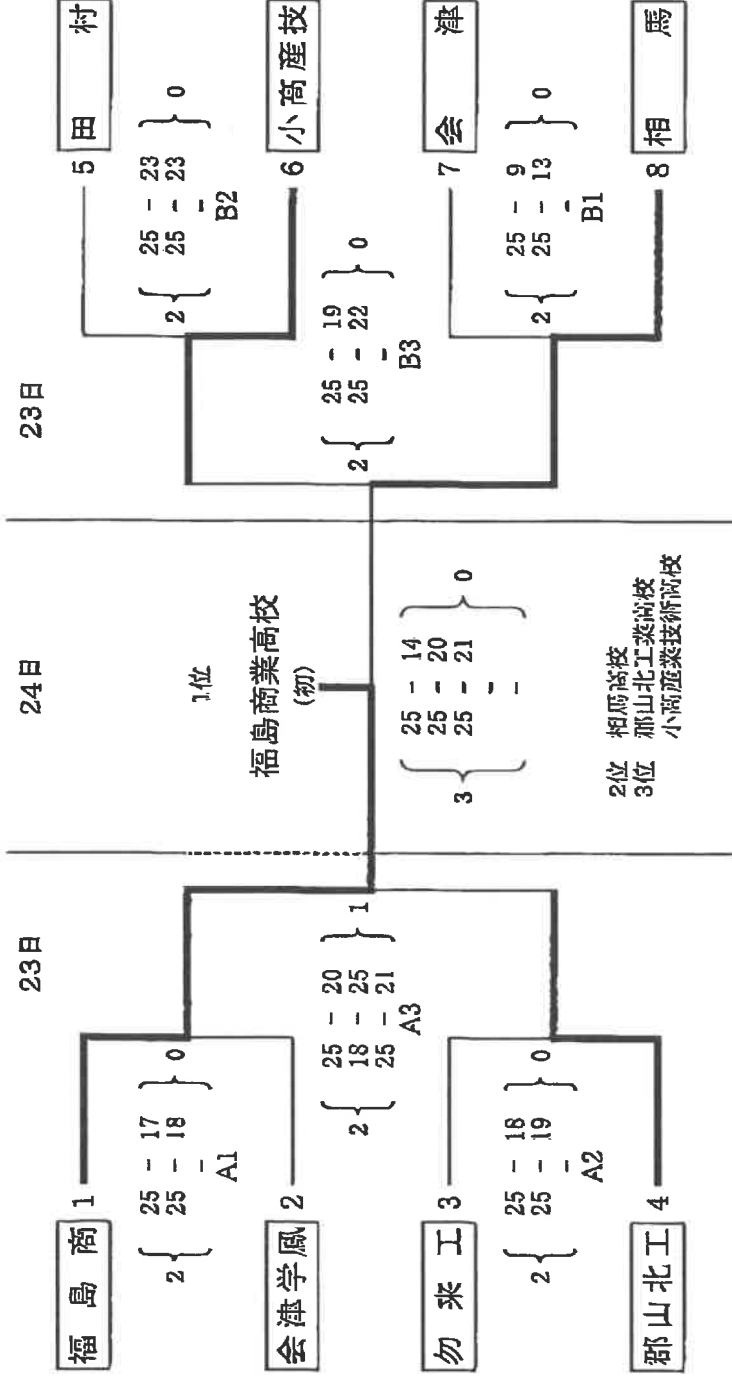 23日
24日
23日
福島商 1
25 - 17
25 - 18
-
2 0
A1
会津学鳳 2
25 - 20
18 - 25
25 - 21
2 1
A3
勿来工 3
25 - 18
25 - 19
-
2 0
A2
郡山北工 4
1位
福島商業高校
(初)
25 - 14
25 - 20
25 - 21
-
-
3 0
2位 相馬高校
3位 郡山北工業高校
小高産業技術高校
5 田村
25 - 23
25 - 23
-
2 0
B2
6 小高産技
25 - 19
25 - 22
-
2 0
B3
7 会津
25 - 9
25 - 13
-
2 0
B1
8 相馬